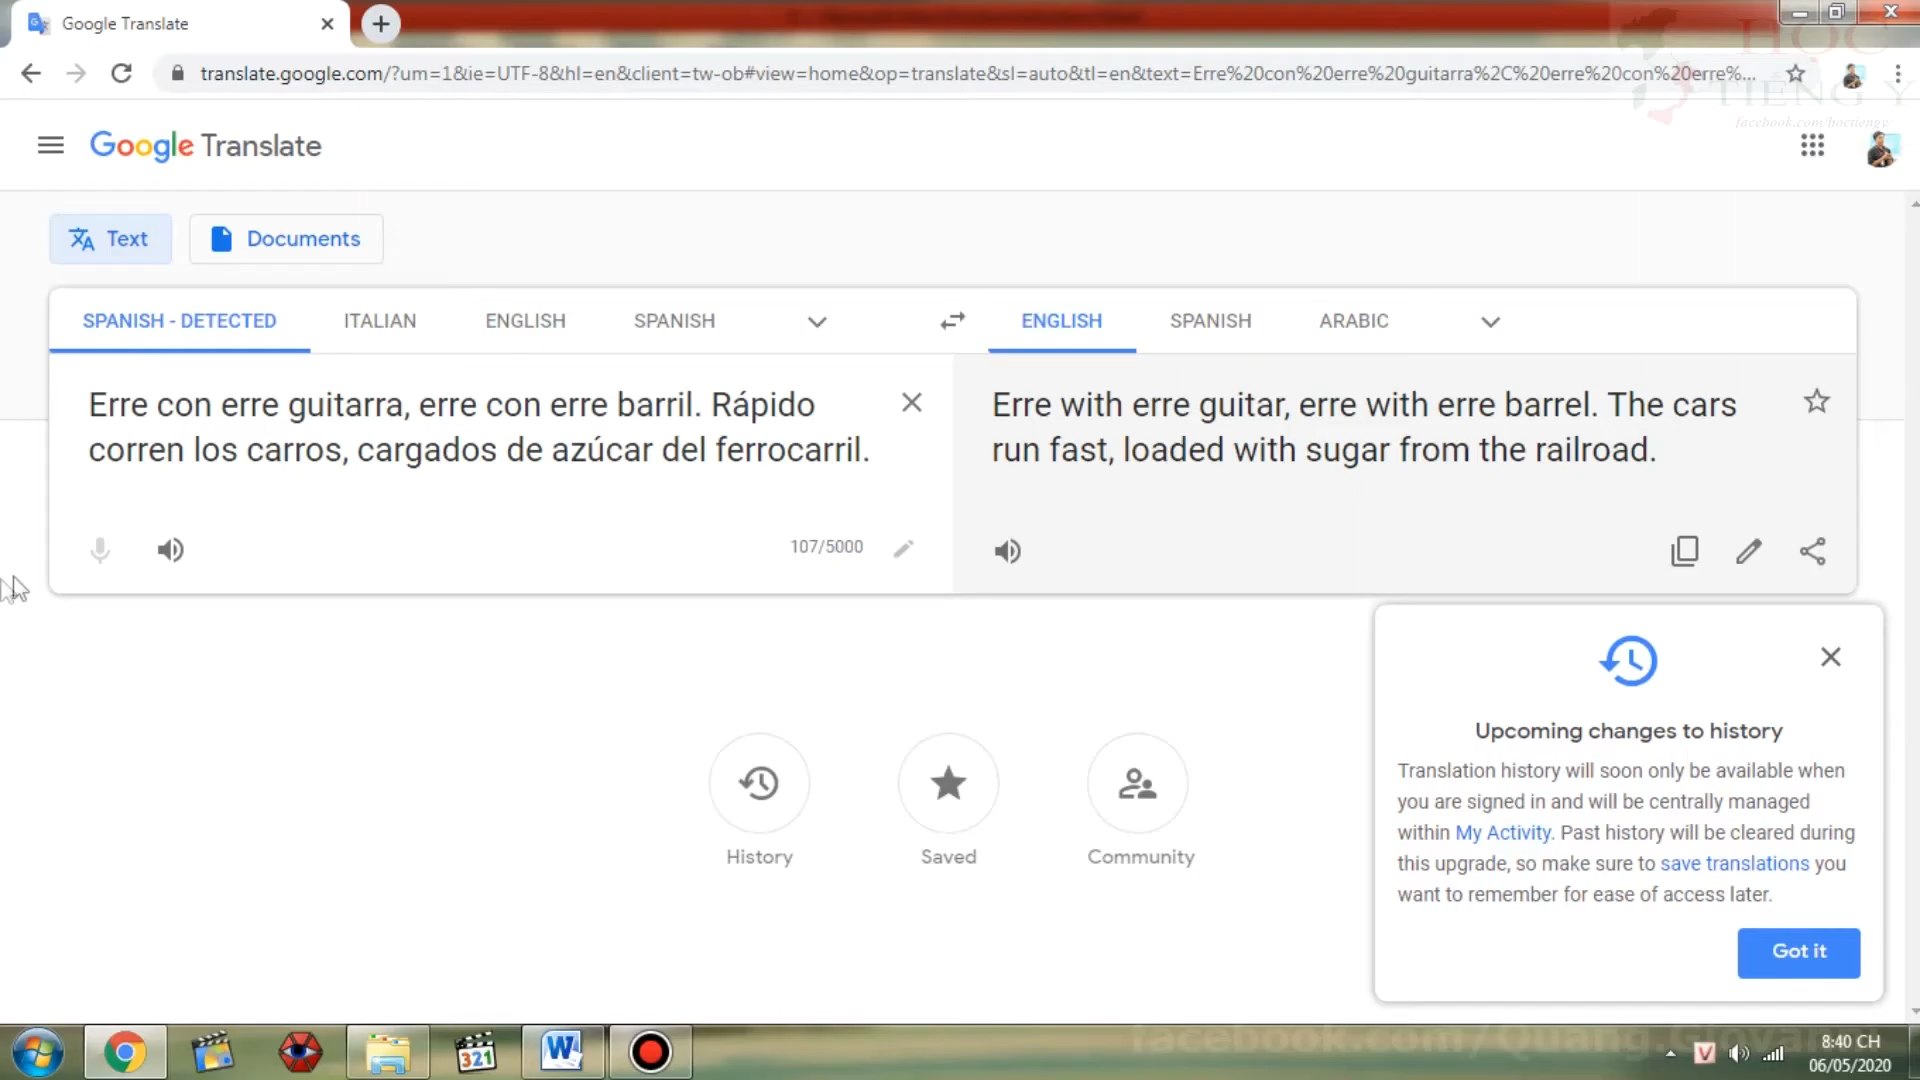 Google Translate
translate.google.com/?um=1&ie=UTF-8&hl=en&client=tw-ob#view=home&op=translate&sl=auto&tl=en&text=Erre%20con%20erre%20guitarra%2C%20erre%20con%20erre%...
HOC
TIENG Y
facebook.com/hoctiengy
Google Translate
Text
Documents
SPANISH - DETECTED ITALIAN ENGLISH SPANISH
ENGLISH SPANISH ARABIC
Erre con erre guitarra, erre con erre barril. Rápido
corren los carros, cargados de azúcar del ferrocarril.
107/5000
Erre with erre guitar, erre with erre barrel. The cars
run fast, loaded with sugar from the railroad.
History
Saved
Community
Upcoming changes to history
Translation history will soon only be available when
you are signed in and will be centrally managed
within My Activity. Past history will be cleared during
this upgrade, so make sure to save translations you
want to remember for ease of access later.
Got it
321
W
V
8:40 CH
06/05/2020